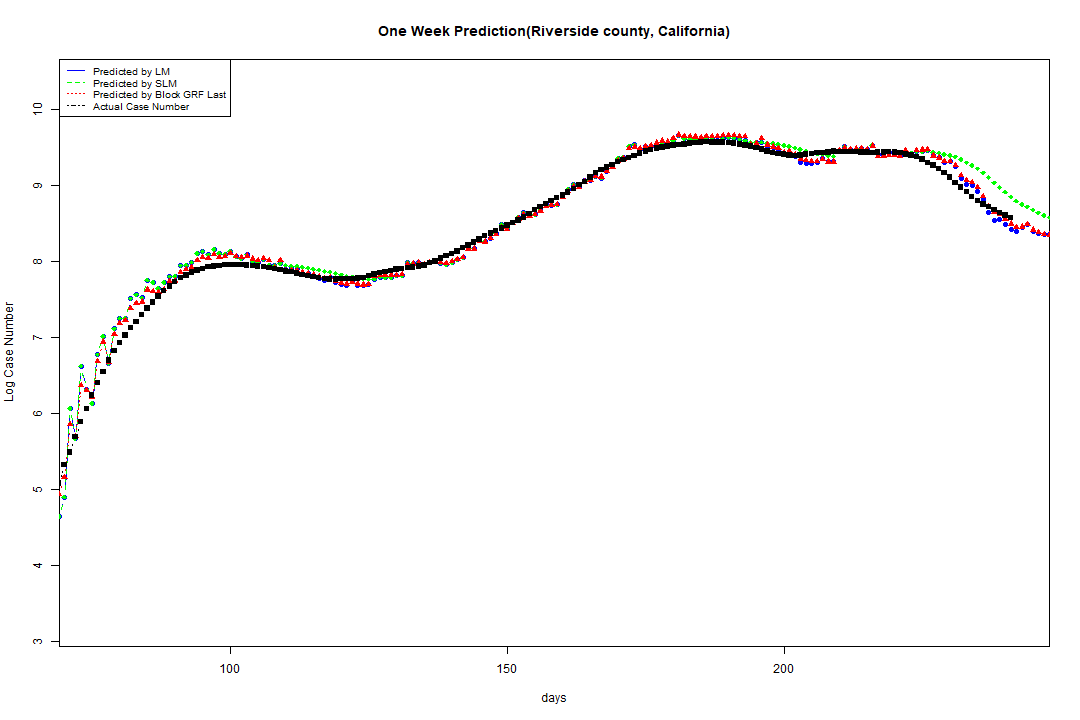 One Week Prediction(Riverside county, California)
Predicted by LM
Predicted by SLM
Predicted by Block GRF Last
Actual Case Number
10
9
8
7
6
5
4
3
Log Case Number
100 150 200
days